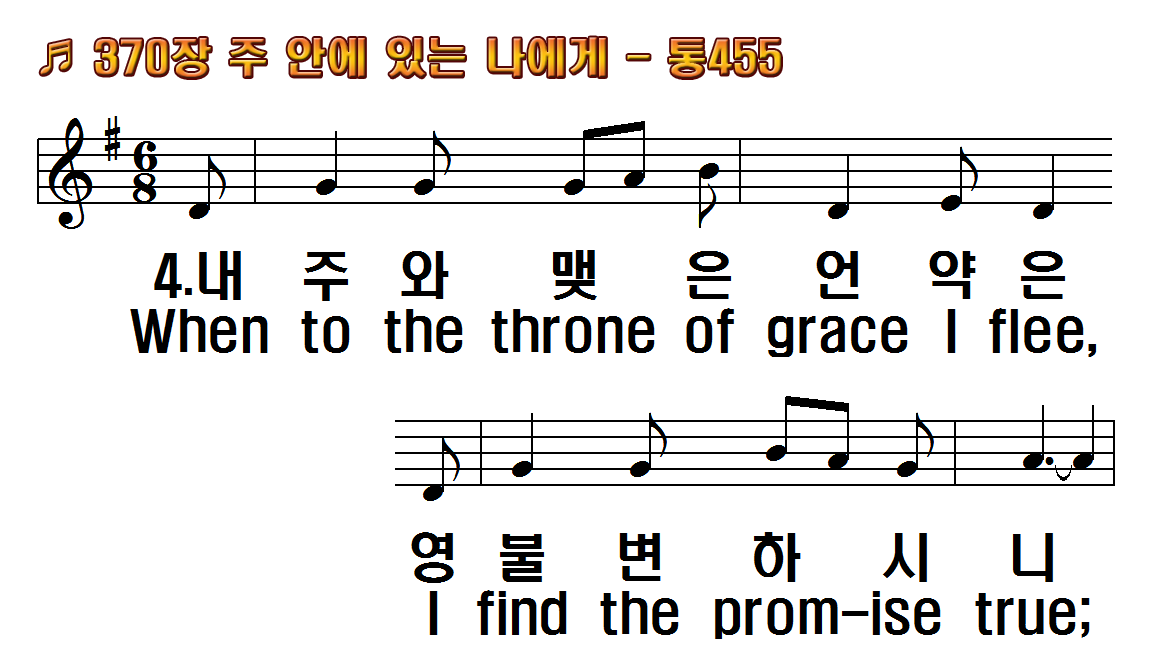 ♬ 370장 주 안에 있는 나에게 - 통455
6
8
4.내 주 와 맺 은 언 약 은
When to the throne of grace I flee,
영 불 변 하 시 니
I find the prom-ise true;